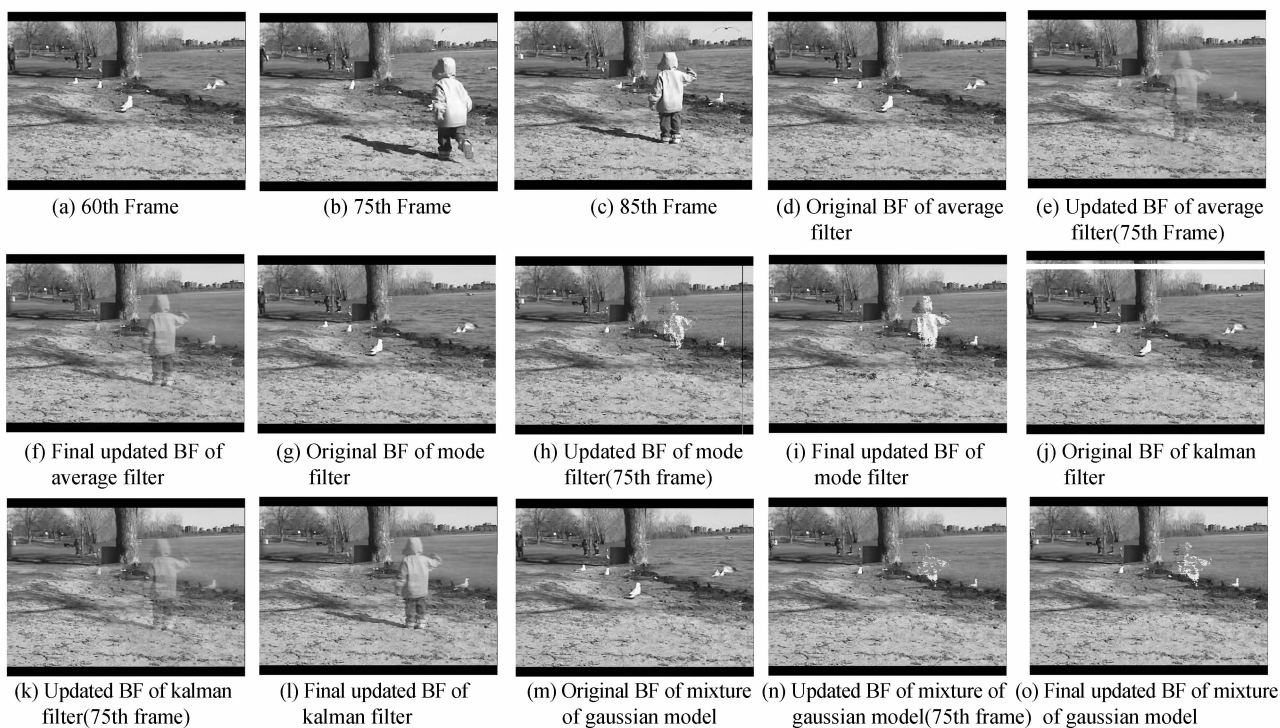 (a) 60th Frame
(b) 75th Frame
(c) 85th Frame
(d) Original BF of average
filter
(e) Updated BF of average
filter(75th Frame)
(f) Final updated BF of
average filter
(g) Original BF of mode
filter
(h) Updated BF of mode
filter(75th frame)
(i) Final updated BF of
mode filter
(j) Original BF of kalman
filter
(k) Updated BF of kalman
filter(75th frame)
(l) Final updated BF of
kalman filter
(m) Original BF of mixture
of gaussian model
(n) Updated BF of mixture of
gaussian model(75th frame)
(o) Final updated BF of mixture
of gaussian model